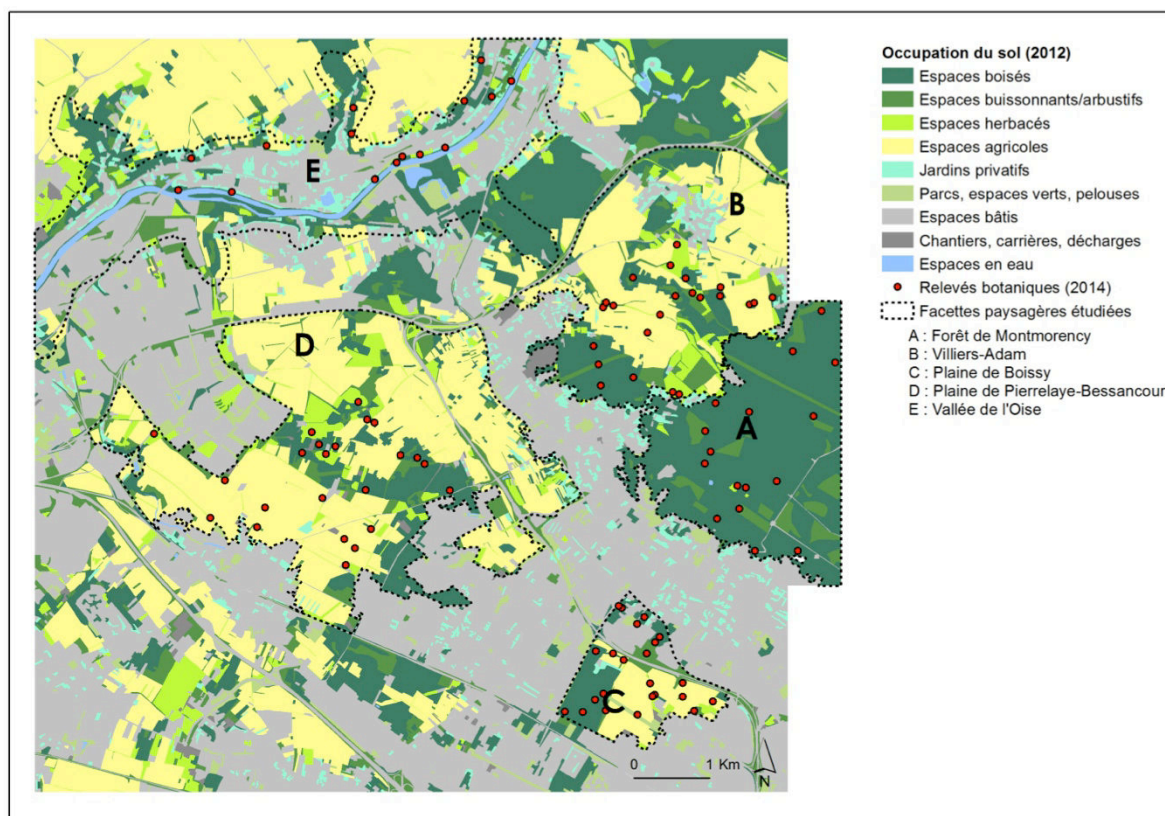 Occupation du sol (2012)
Espaces boisés
Espaces buissonnants/arbustifs
Espaces herbacés
Espaces agricoles
Jardins privatifs
Parcs, espaces verts, pelouses
Espaces bâtis
Chantiers, carrières, décharges
Espaces en eau
Relevés botaniques (2014)
Facettes paysagères étudiées
A : Forêt de Montmorency
B : Villiers-Adam
C : Plaine de Boissy
D : Plaine de Pierrelaye-Bessancour
E : Vallée de l'Oise
E
B
D
A
C
0 1 Km
N